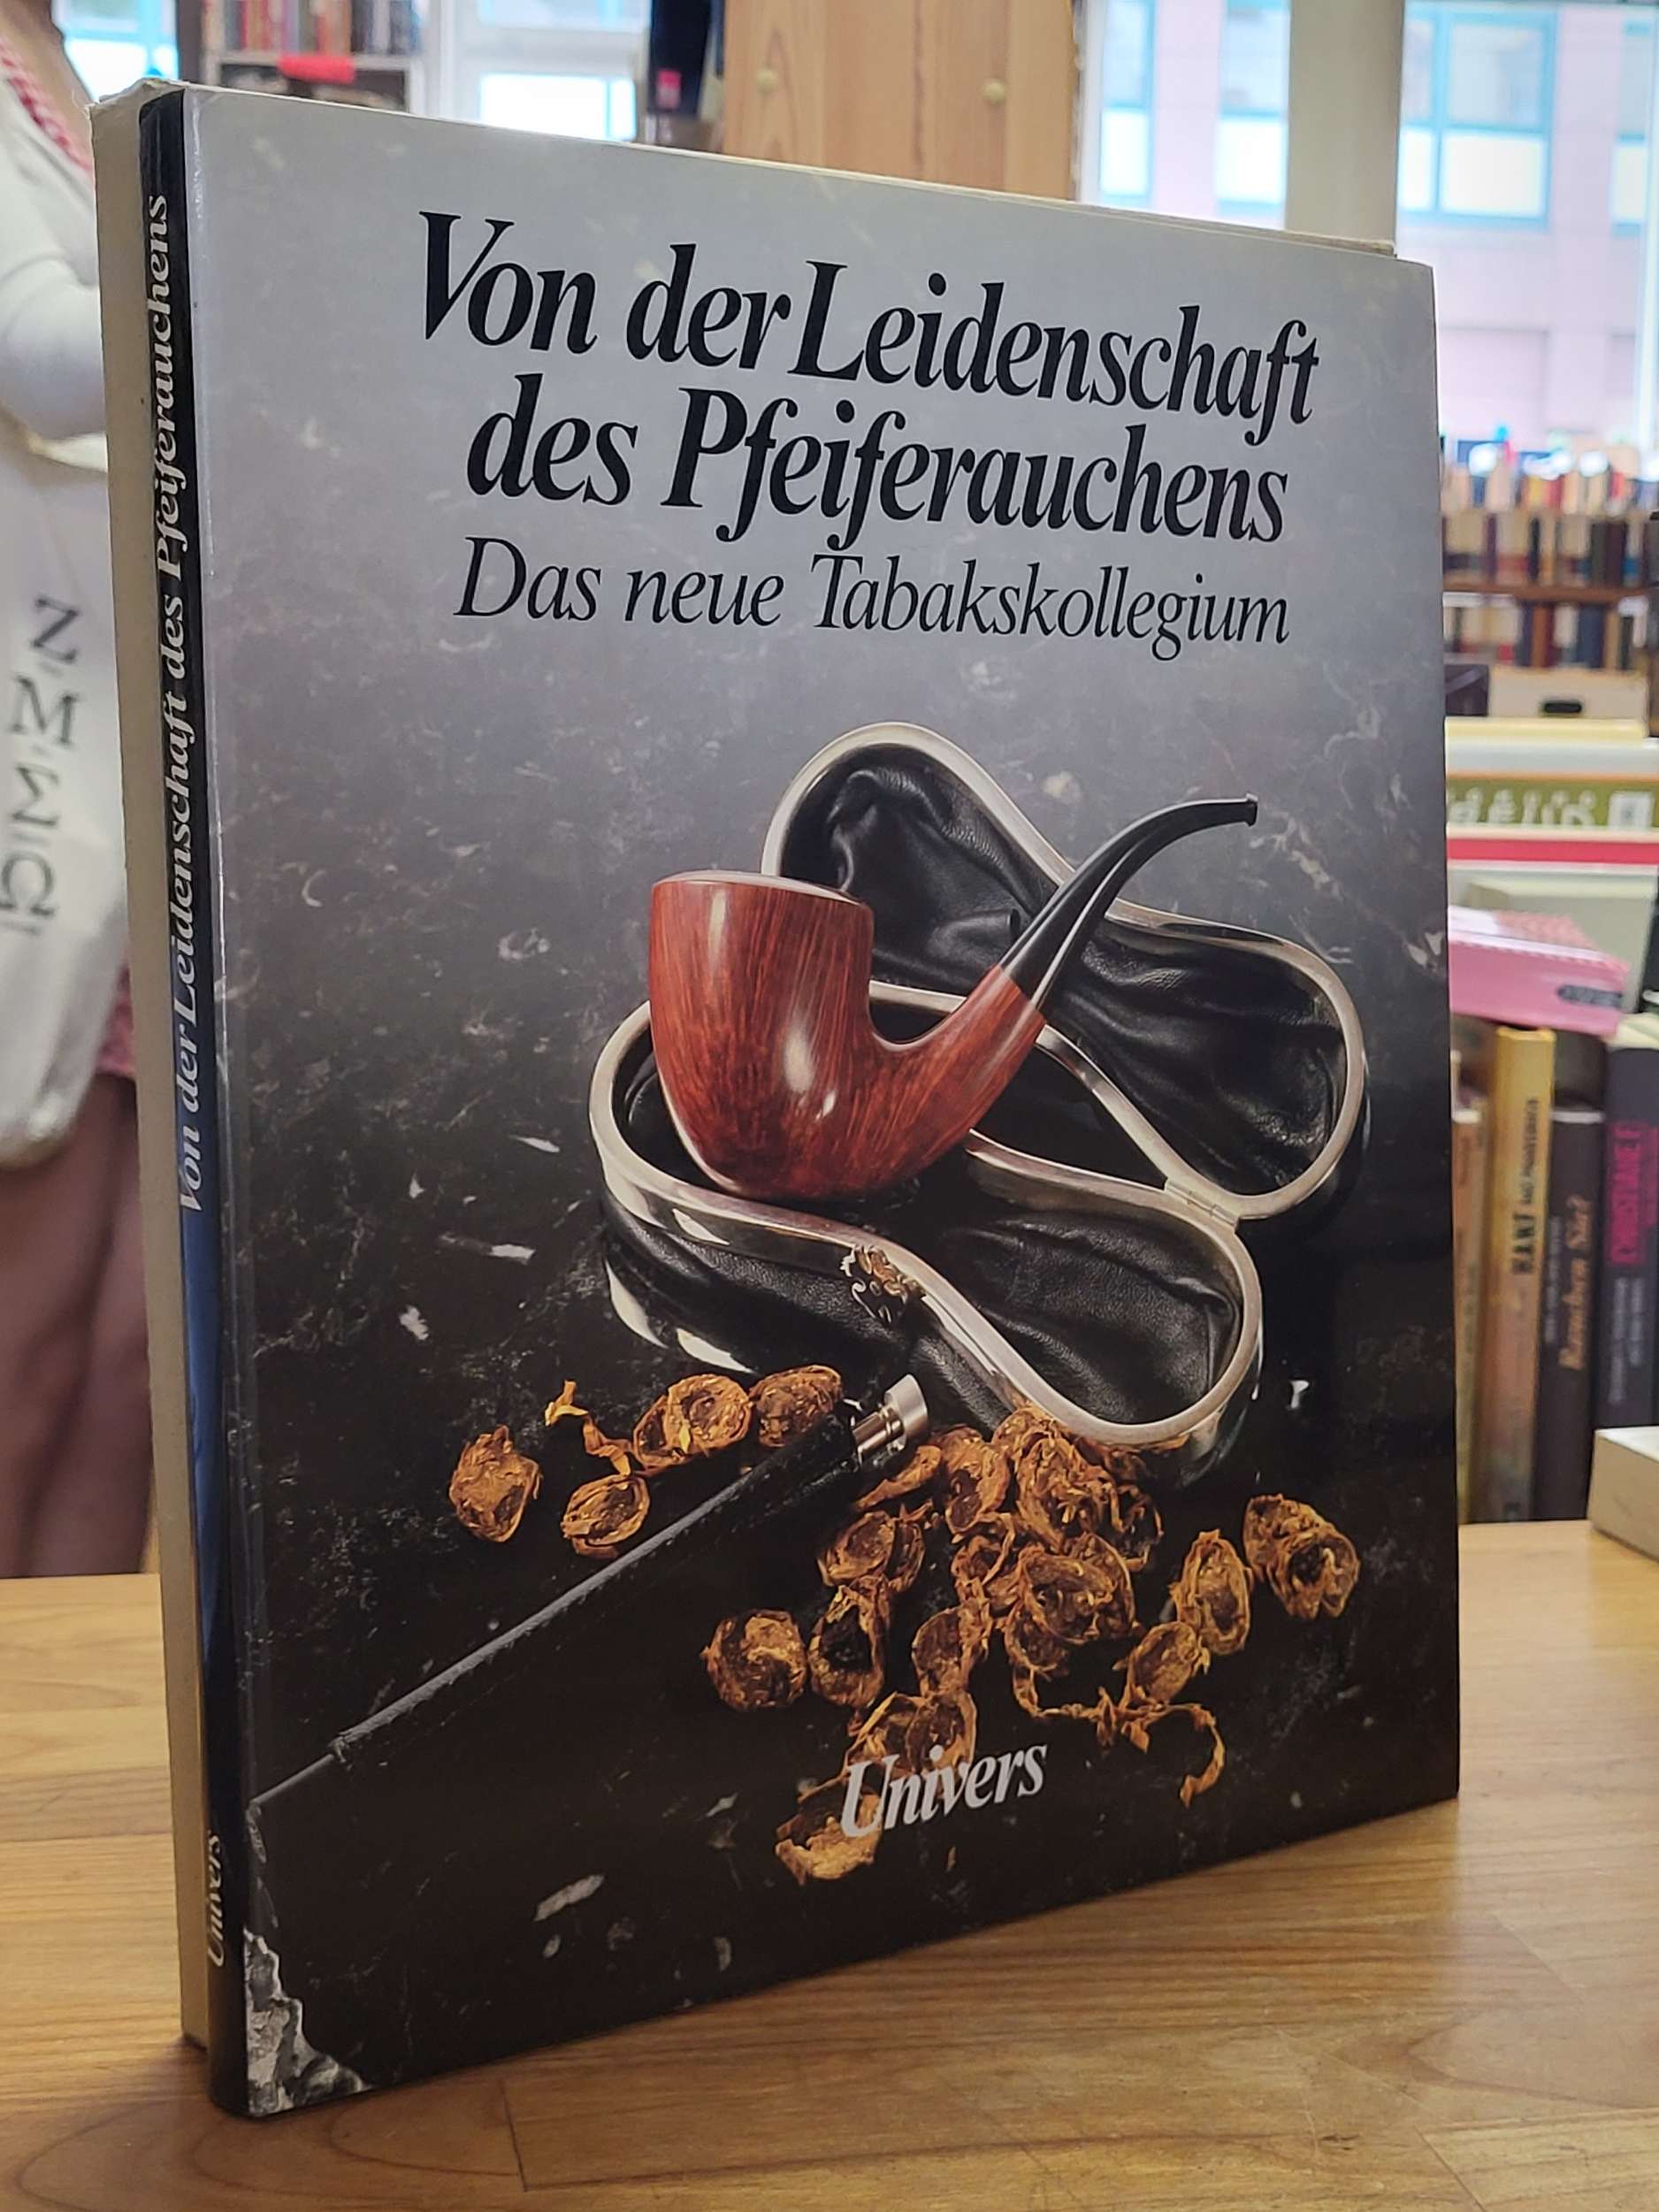 Von der Leidenschaft
des Pfeiferauchens
Das neue Tabakskollegium
Univers
Von der Leidenschaft des Pfeiferauchens
Univers